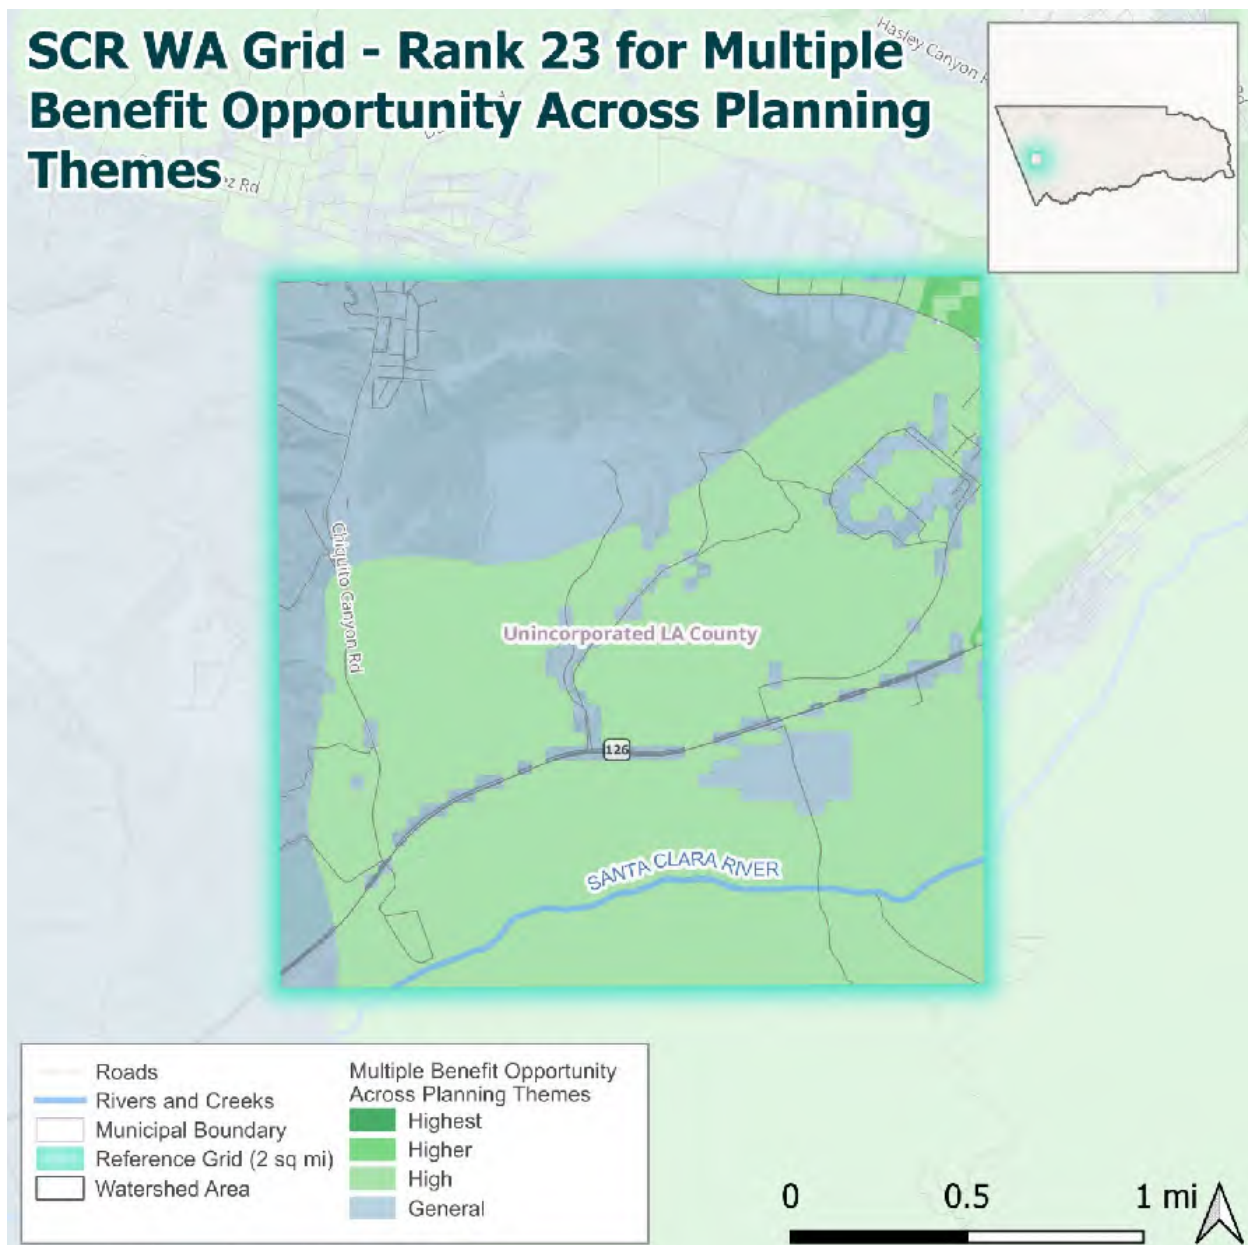 SCR WA Grid - Rank 23 for Multiple
Benefit Opportunity Across Planning
Themes
Hasley Canyon R
ez Rd
Chiquito Canyon Rd
Unincorporated LA County
126
SANTA CLARA RIVER
Roads
Rivers and Creeks
Municipal Boundary
Reference Grid (2 sq mi)
Watershed Area
Multiple Benefit Opportunity
Across Planning Themes
Highest
Higher
High
General
0 0.5 1 mi